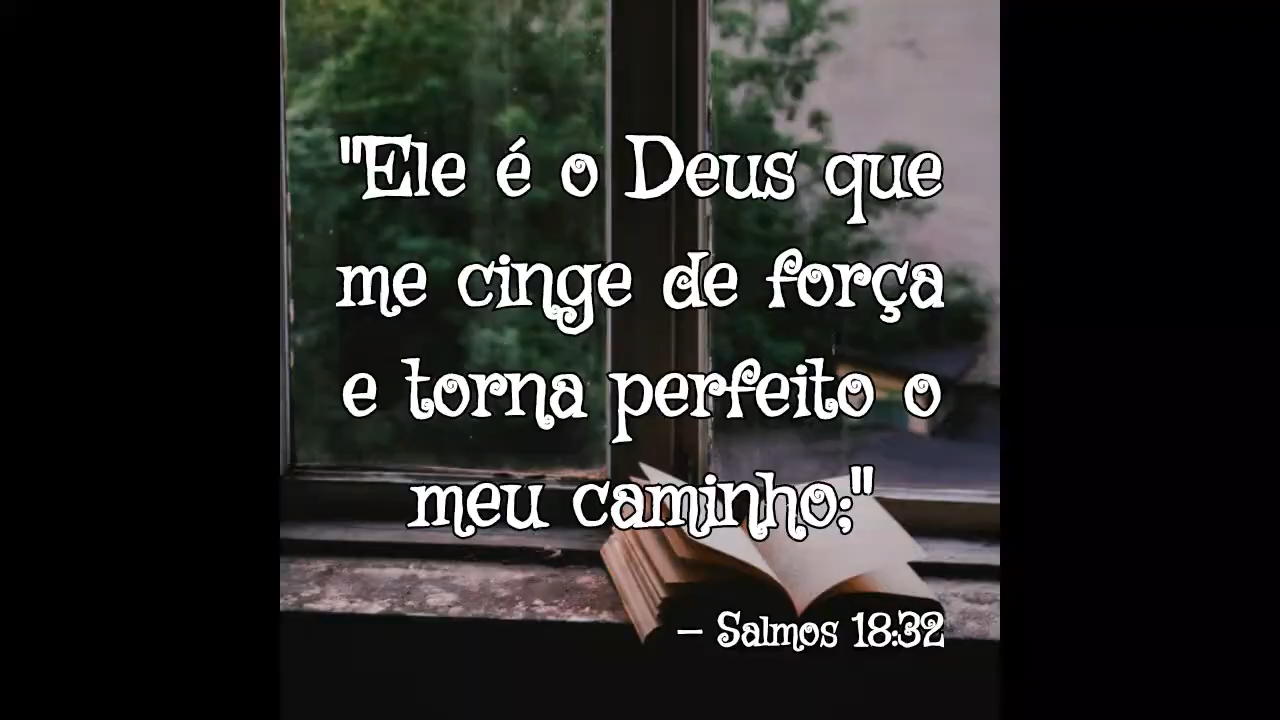 "Ele é o Deus que
me cinge de força
e torna perfeito o
meu caminho;"
– Salmos 18:32